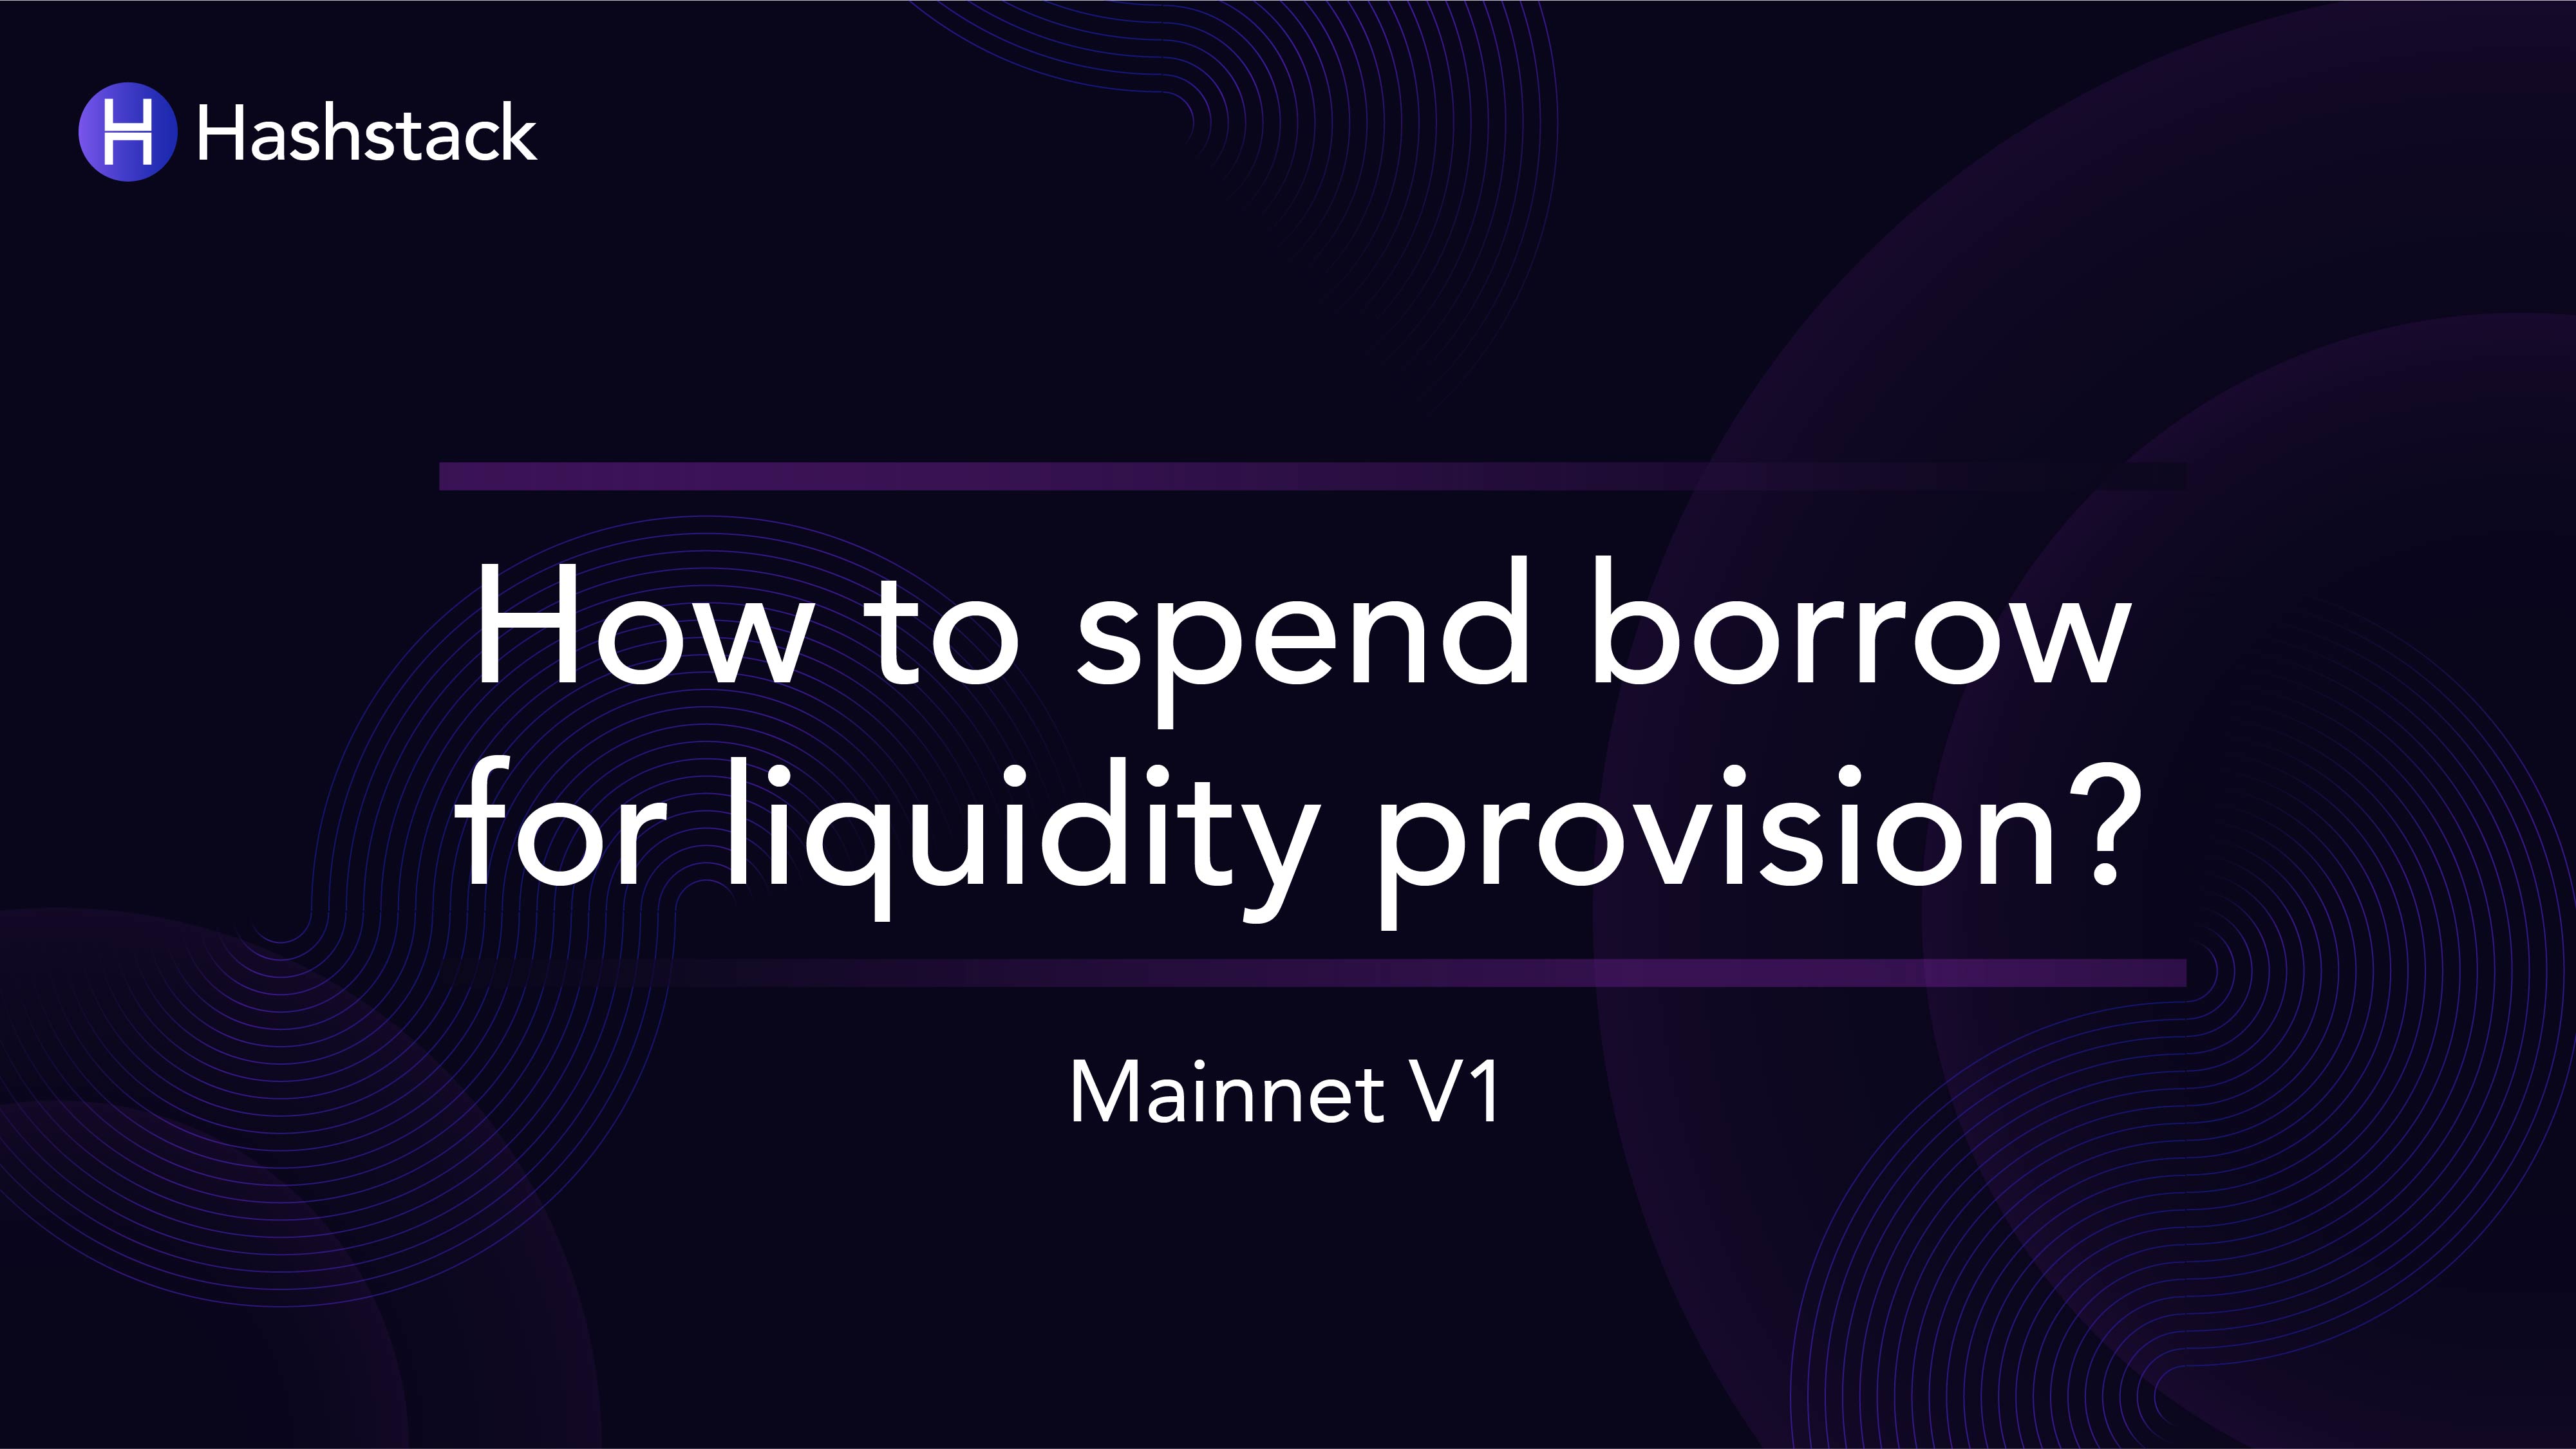 Hashstack
How to spend borrow
for liquidity provision?
Mainnet V1